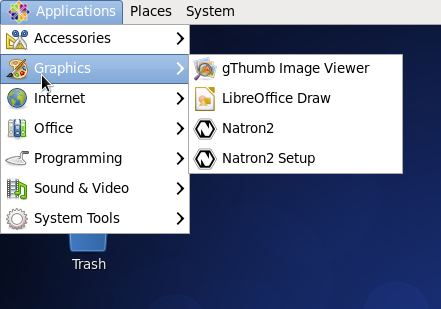 Applications Places System
Accessories
Graphics
Internet
Office
Programming
Sound & Video
System Tools
gThumb Image Viewer
LibreOffice Draw
Natron2
Natron2 Setup
Trash